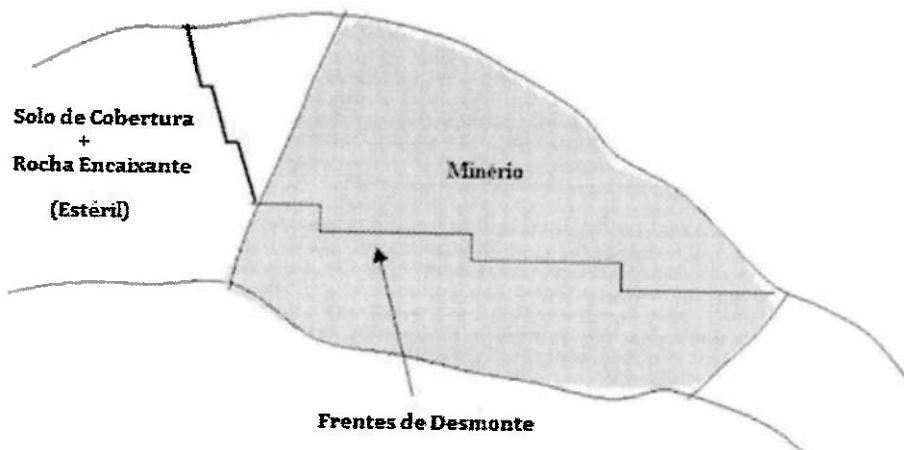 Solo de Cobertura
+
Rocha Encaixante
(Estéril)
Minério
Frentes de Desmonte